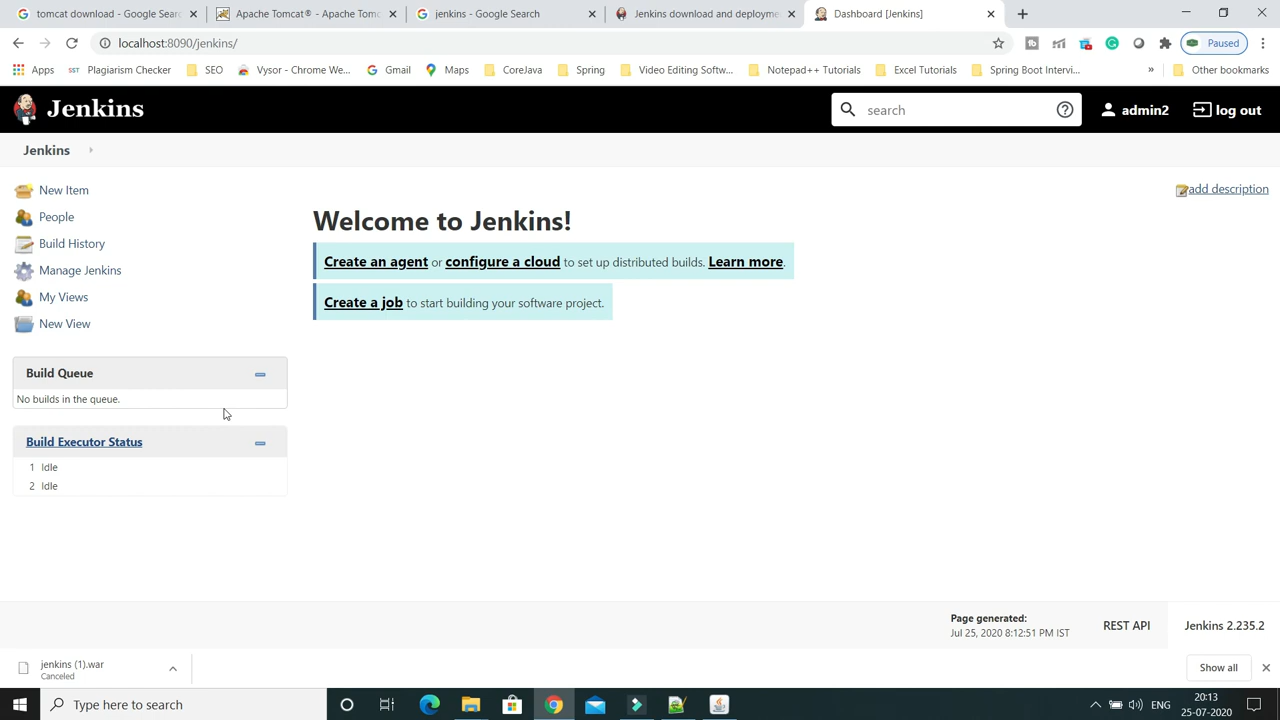 tomcat download - Google Searc
Apache Tomcat® - Apache Tomc
jenkins - Google Search
Jenkins download and deployme
Dashboard [Jenkins]
localhost:8090/jenkins/
Paused
Apps
SST
Plagiarism Checker
SEO
Vysor - Chrome We...
Gmail
Maps
CoreJava
Spring
Video Editing Softw...
Notepad++ Tutorials
Excel Tutorials
Spring Boot Intervi...
»
Other bookmarks
Jenkins
search
admin2
log out
Jenkins
New Item
People
Build History
Manage Jenkins
My Views
New View
add description
Welcome to Jenkins!
Create an agent or configure a cloud to set up distributed builds. Learn more.
Create a job to start building your software project.
Build Queue
No builds in the queue.
Build Executor Status
1 Idle
2 Idle
Page generated:
Jul 25, 2020 8:12:51 PM IST
REST API
Jenkins 2.235.2
jenkins (1).war
Canceled
Show all
Type here to search
ENG
20:13
25-07-2020